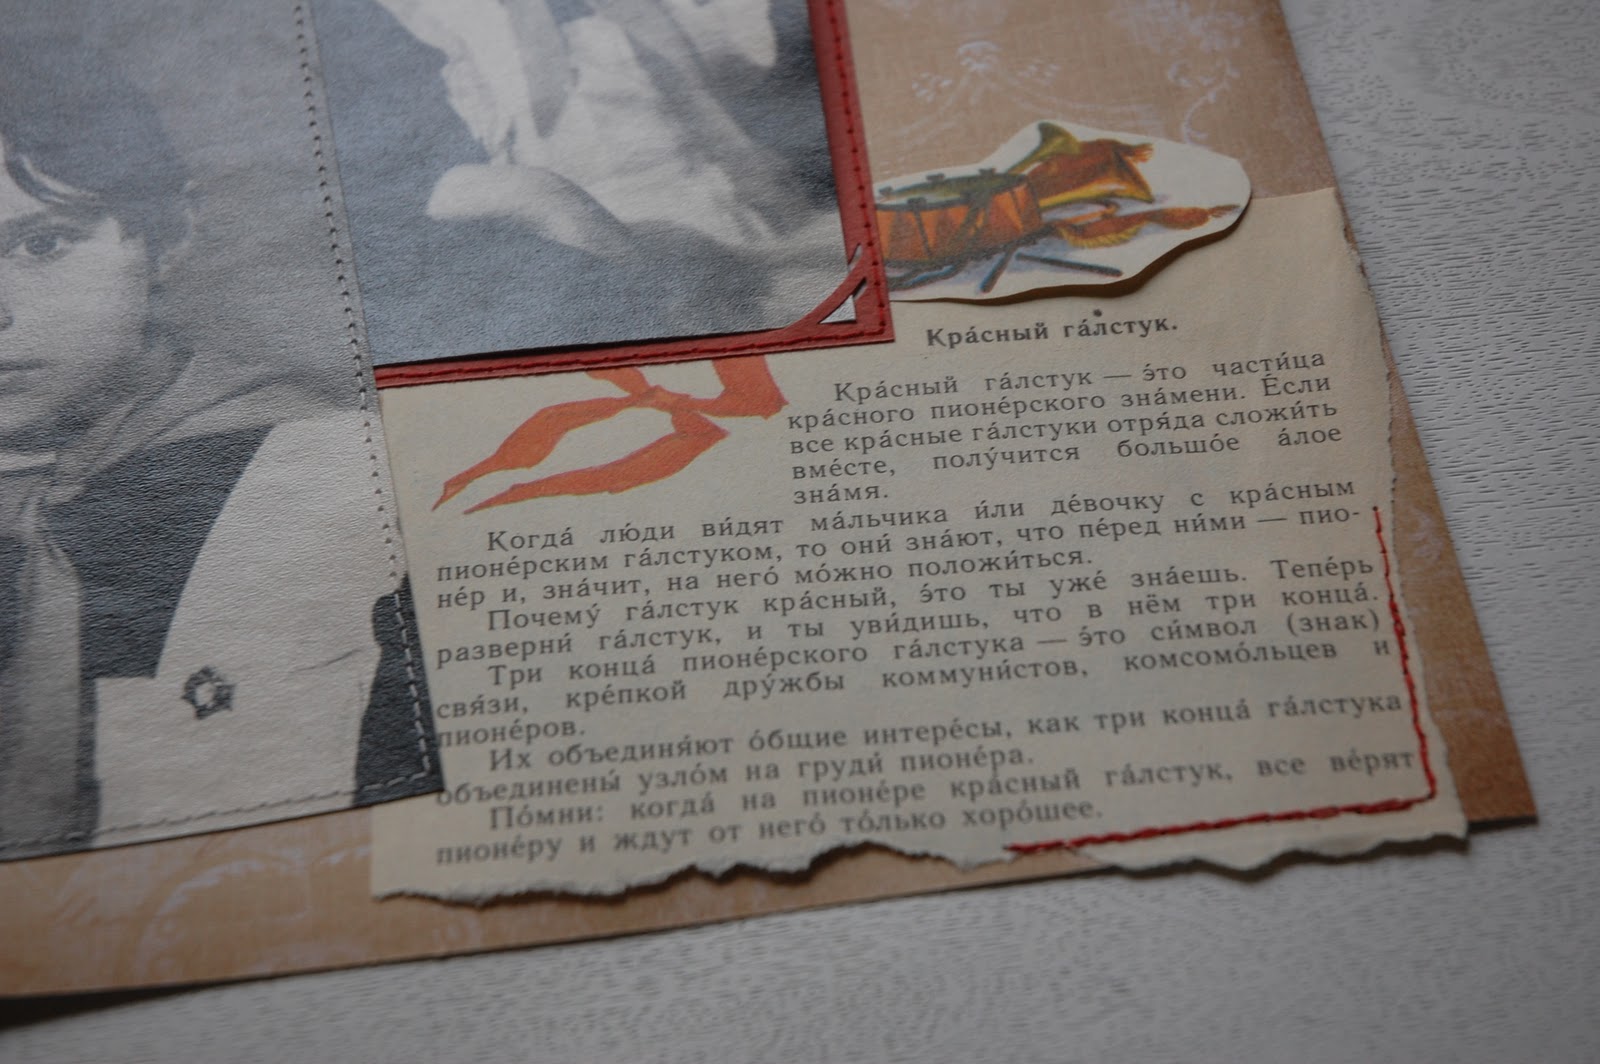 Кра́сный га́лстук.
Кра́сный га́лстук — э́то части́ца
кра́сного пионе́рского зна́мени. Е́сли
все кра́сные га́лстуки отря́да сложи́ть
вме́сте, полу́чится большо́е а́лое
зна́мя.
Когда́ лю́ди ви́дят ма́льчика и́ли де́вочку с кра́сным
пионе́рским га́лстуком, то они́ зна́ют, что пе́ред ни́ми — пио-
не́р и, зна́чит, на него́ мо́жно положи́ться.
Почему́ га́лстук кра́сный, э́то ты уже́ зна́ешь. Тепе́рь
разверни́ га́лстук, и ты уви́дишь, что в нём три конца́.
Три конца́ пионе́рского га́лстука — э́то си́мвол (знак)
свя́зи, кре́пкой дру́жбы коммуни́стов, комсомо́льцев и
пионе́ров.
Их объединя́ют о́бщие интере́сы, как три конца́ га́лстука
объединены́ узло́м на груди́ пионе́ра.
По́мни: когда́ на пионе́ре кра́сный га́лстук, все ве́рят
пионе́ру и ждут от него́ то́лько хоро́шее.